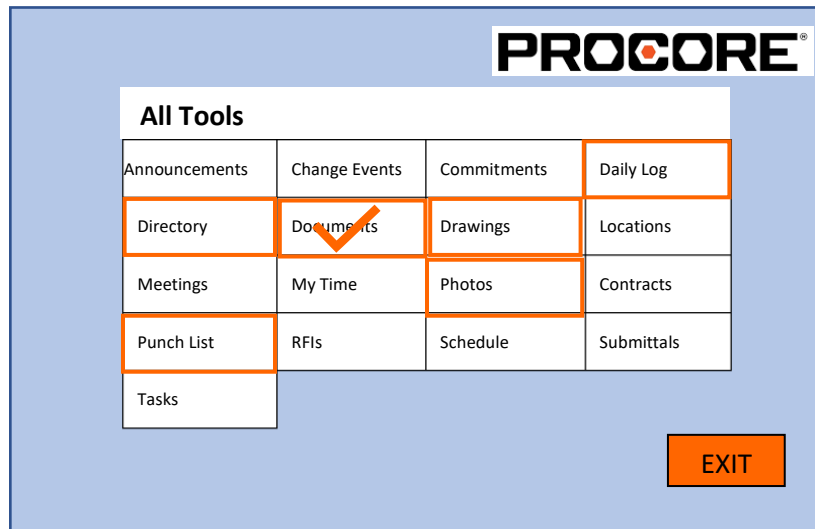 PROCORE®
All Tools
Announcements Change Events Commitments Daily Log
Directory Documents Drawings Locations
Meetings My Time Photos Contracts
Punch List RFIs Schedule Submittals
Tasks
EXIT